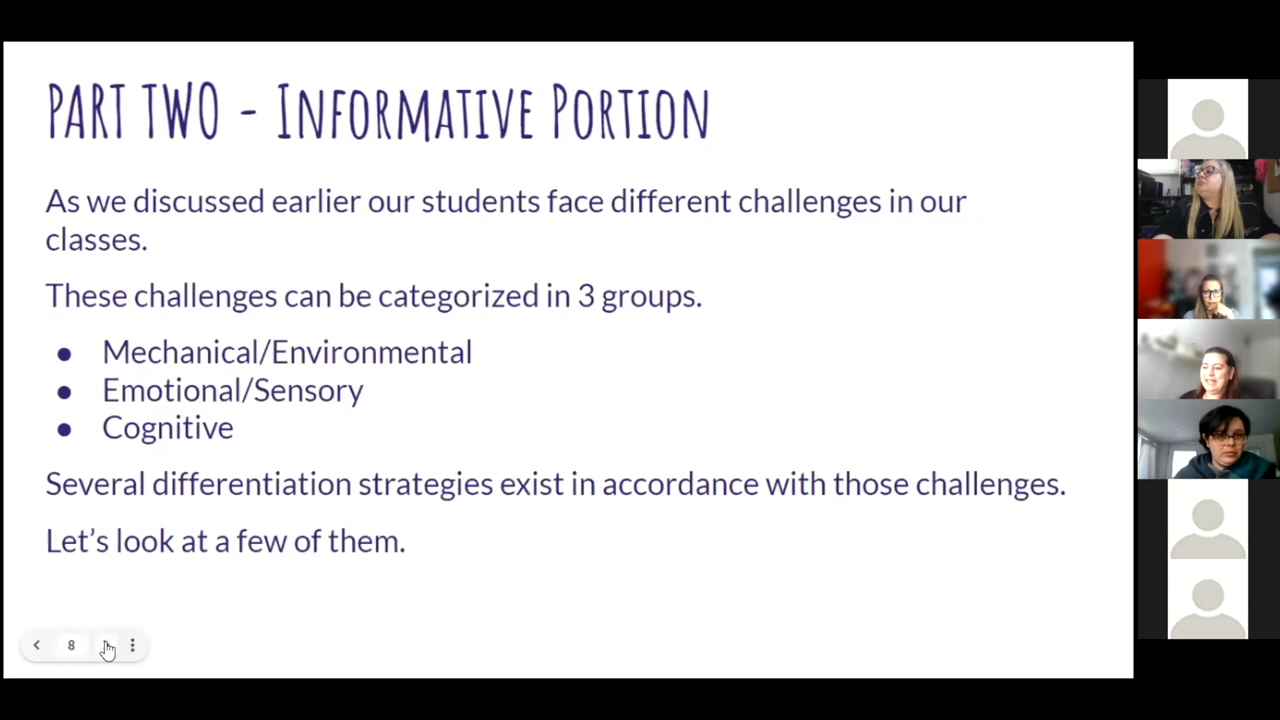 PART TWO - INFORMATIVE PORTION
As we discussed earlier our students face different challenges in our
classes.
These challenges can be categorized in 3 groups.
● Mechanical/Environmental
● Emotional/Sensory
● Cognitive
Several differentiation strategies exist in accordance with those challenges.
Let's look at a few of them.
8